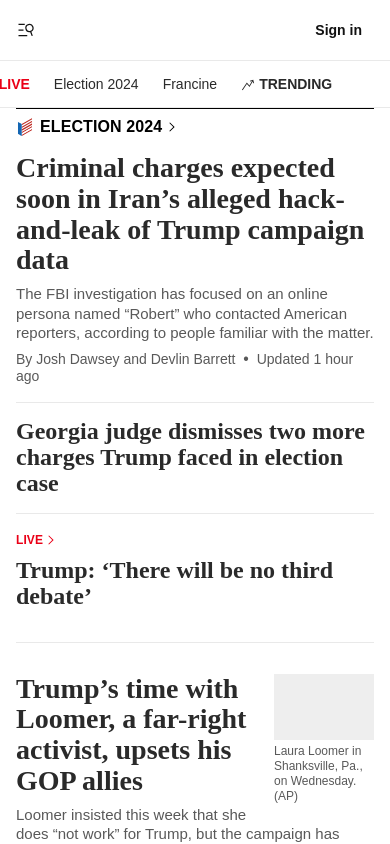 Sign in
LIVE
Election 2024
Francine
TRENDING
ELECTION 2024
Criminal charges expected
soon in Iran’s alleged hack-
and-leak of Trump campaign
data
The FBI investigation has focused on an online
persona named “Robert” who contacted American
reporters, according to people familiar with the matter.
By Josh Dawsey and Devlin Barrett • Updated 1 hour
ago
Georgia judge dismisses two more
charges Trump faced in election
case
LIVE
Trump: ‘There will be no third
debate’
Trump’s time with
Loomer, a far-right
activist, upsets his
GOP allies
Laura Loomer in
Shanksville, Pa.,
on Wednesday.
(AP)
Loomer insisted this week that she
does “not work” for Trump, but the campaign has